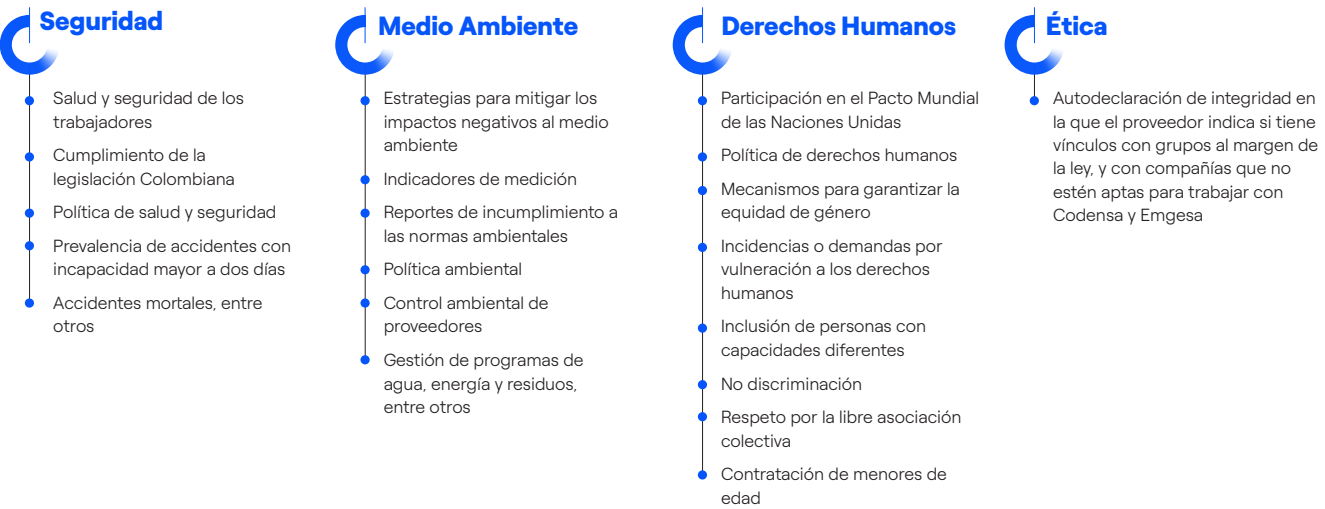 Seguridad
Salud y seguridad de los
trabajadores
Cumplimiento de la
legislación Colombiana
Política de salud y seguridad
Prevalencia de accidentes con
incapacidad mayor a dos días
Accidentes mortales, entre
otros
Medio Ambiente
Estrategias para mitigar los
impactos negativos al medio
ambiente
Indicadores de medición
Reportes de incumplimiento a
las normas ambientales
Política ambiental
Control ambiental de
proveedores
Gestión de programas de
agua, energía y residuos,
entre otros
Derechos Humanos
Participación en el Pacto Mundial
de las Naciones Unidas
Política de derechos humanos
Mecanismos para garantizar la
equidad de género
Incidencias o demandas por
vulneración a los derechos
humanos
Inclusión de personas con
capacidades diferentes
No discriminación
Respeto por la libre asociación
colectiva
Contratación de menores de
edad
Ética
Autodeclaración de integridad en
la que el proveedor indica si tiene
vínculos con grupos al margen de
la ley, y con compañías que no
estén aptas para trabajar con
Codensa y Emgesa